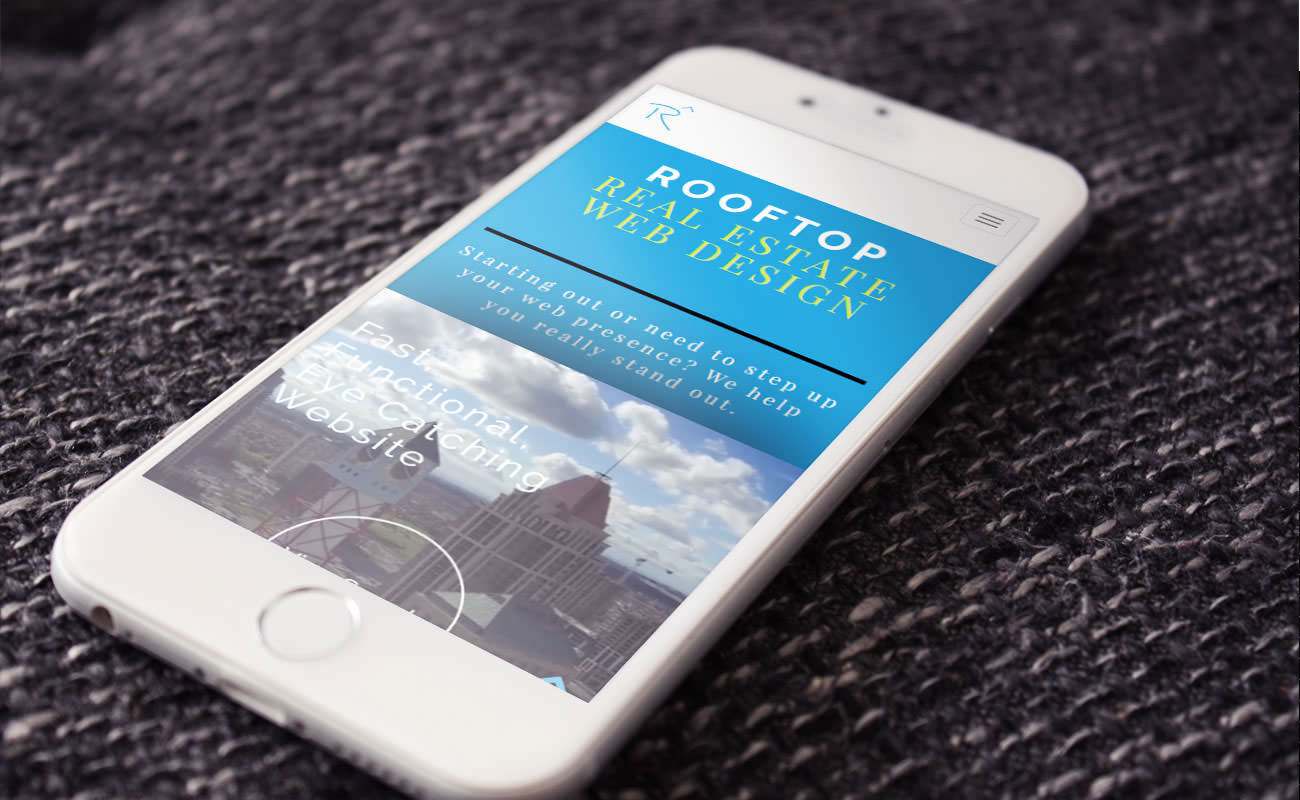 R
ROOFTOP
REAL ESTATE
WEB DESIGN
Starting out or need to step up
your web presence? We help
you really stand out.
Fast,
Functional,
Eye Catching
Website